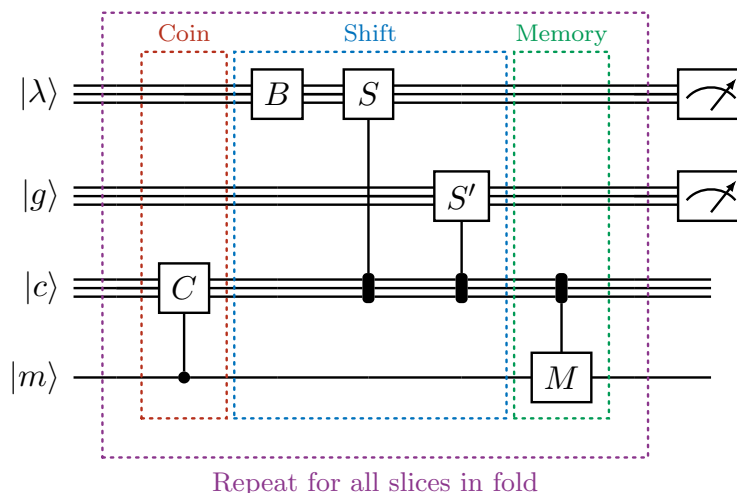 Coin Shift Memory
|λ⟩ B S
|g⟩ S′
|c⟩ C
|m⟩ M
Repeat for all slices in fold